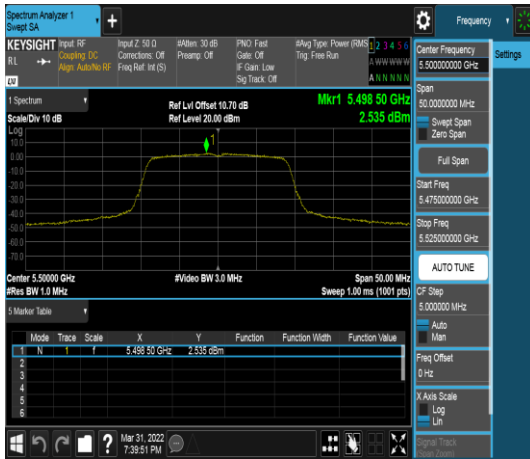 Spectrum Analyzer 1
Swept SA
Frequency
KEYSIGHT
RL
Input: RF
Coupling: DC
Align: Auto/No RF
Input Z: 50 Ω
Corrections: Off
Freq Ref: Int (S)
#Atten: 30 dB
Preamp: Off
PNO: Fast
Gate: Off
IF Gain: Low
Sig Track: Off
#Avg Type: Power (RMS)
Trig: Free Run
1 2 3 4 5 6
A W W W W W
A N N N N N
Center Frequency
5.500000000 GHz
Settings
Span
50.0000000 MHz
Swept Span
Zero Span
Full Span
Start Freq
5.475000000 GHz
Stop Freq
5.525000000 GHz
AUTO TUNE
CF Step
5.000000 MHz
Auto
Man
Freq Offset
0 Hz
X Axis Scale
Log
Lin
Signal Track
(Span Zoom)
1 Spectrum
Scale/Div 10 dB
Ref Lvl Offset 10.70 dB
Ref Level 20.00 dBm
Mkr1 5.498 50 GHz
2.535 dBm
Log
10.0
0.00
-10.0
-20.0
-30.0
-40.0
-50.0
-60.0
-70.0
1
Center 5.50000 GHz
#Res BW 1.0 MHz
#Video BW 3.0 MHz
Span 50.00 MHz
Sweep 1.00 ms (1001 pts)
5 Marker Table
Mode Trace Scale X Y Function Function Width Function Value
1 N 1 f 5.498 50 GHz 2.535 dBm
2
3
4
5
6
Mar 31, 2022
7:39:51 PM